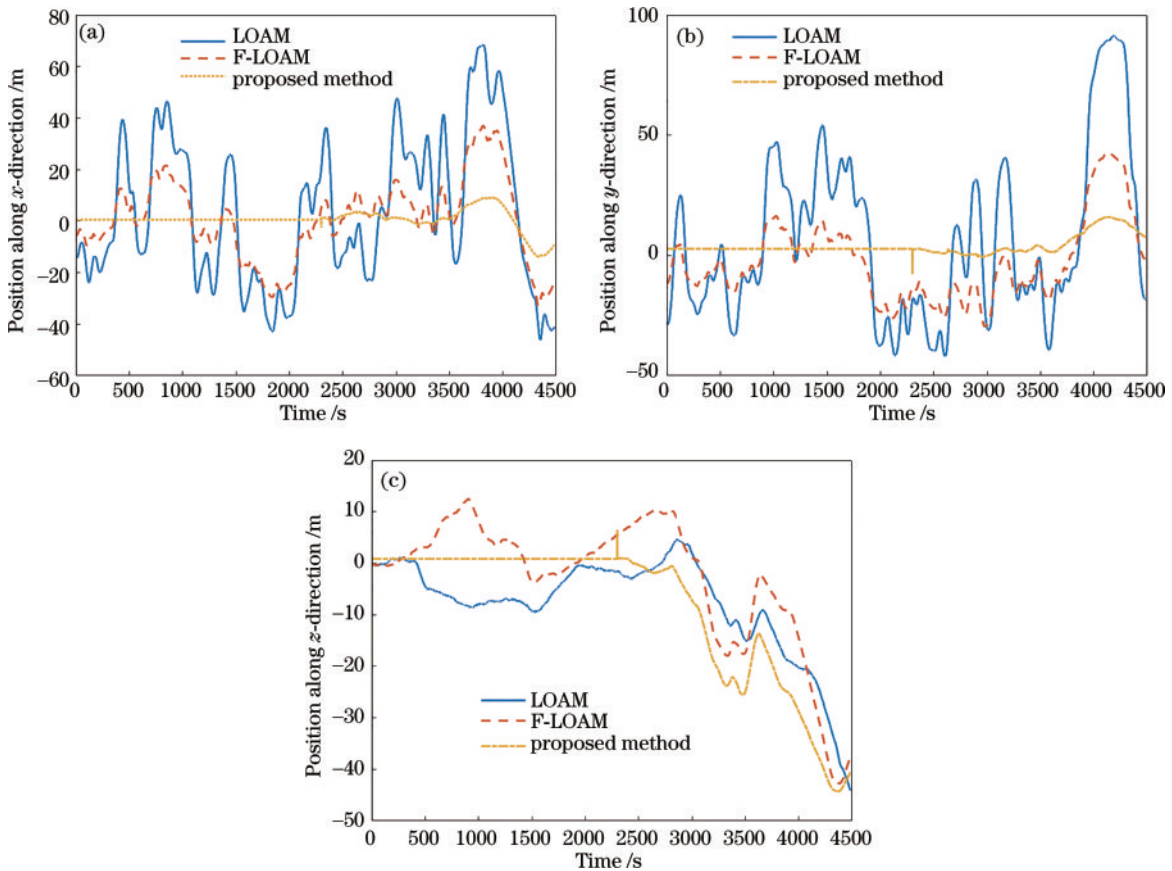 (a)
LOAM
F-LOAM
proposed method
Position along x-direction /m
80
60
40
20
0
−20
−40
−60
0 500 1000 1500 2000 2500 3000 3500 4000 4500
Time /s
(b)
LOAM
F-LOAM
proposed method
Position along y-direction /m
100
50
0
−50
0 500 1000 1500 2000 2500 3000 3500 4000 4500
Time /s
(c)
LOAM
F-LOAM
proposed method
Position along z-direction /m
20
10
0
−10
−20
−30
−40
−50
0 500 1000 1500 2000 2500 3000 3500 4000 4500
Time /s